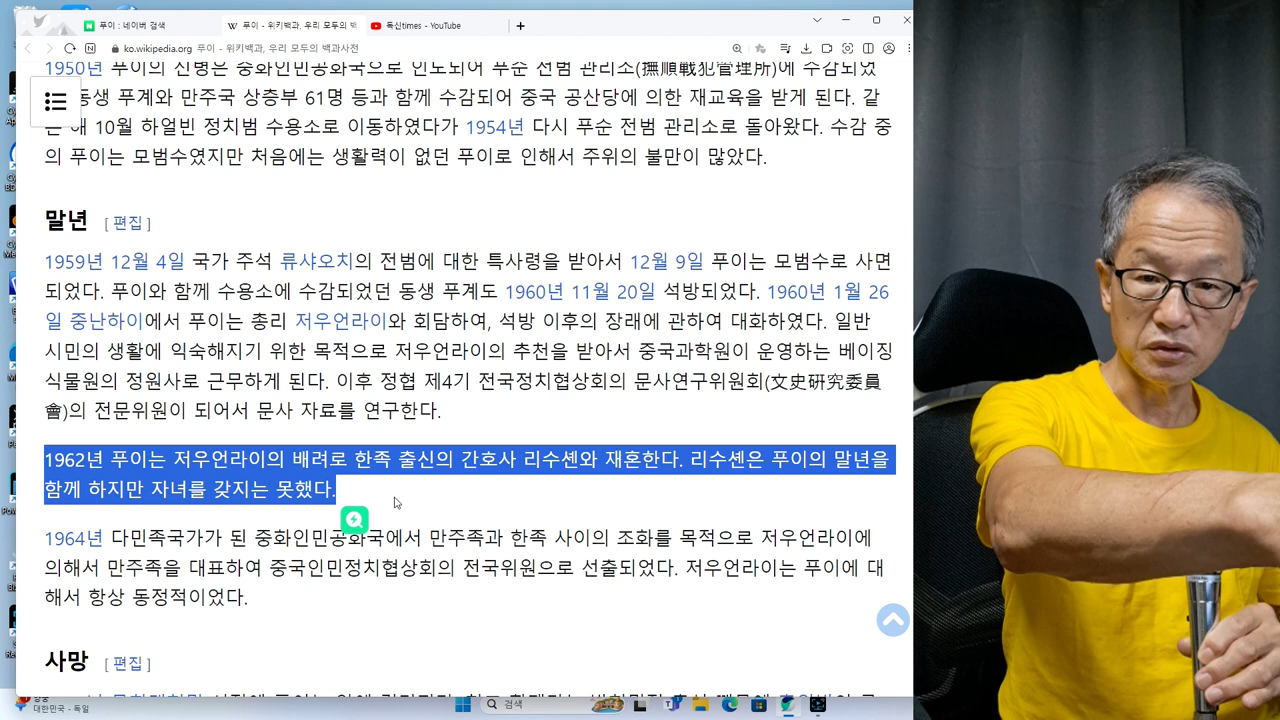 푸이 : 네이버 검색
푸이 - 위키백과, 우리 모두의 백
독신times - YouTube
ko.wikipedia.org 푸이 - 위키백과, 우리 모두의 백과사전
1950년 푸이의 신병은 중화인민공화국으로 인도되어 푸순 전범 관리소(撫順戰犯管理所)에 수감되었
동생 푸계와 만주국 상층부 61명 등과 함께 수감되어 중국 공산당에 의한 재교육을 받게 된다. 같
은 해 10월 하얼빈 정치범 수용소로 이동하였다가 1954년 다시 푸순 전범 관리소로 돌아왔다. 수감 중
의 푸이는 모범수였지만 처음에는 생활력이 없던 푸이로 인해서 주위의 불만이 많았다.
말년 [ 편집 ]
1959년 12월 4일 국가 주석 류샤오치의 전범에 대한 특사령을 받아서 12월 9일 푸이는 모범수로 사면
되었다. 푸이와 함께 수용소에 수감되었던 동생 푸계도 1960년 11월 20일 석방되었다. 1960년 1월 26
일 중난하이에서 푸이는 총리 저우언라이와 회담하여, 석방 이후의 장래에 관하여 대화하였다. 일반
시민의 생활에 익숙해지기 위한 목적으로 저우언라이의 추천을 받아서 중국과학원이 운영하는 베이징
식물원의 정원사로 근무하게 된다. 이후 정협 제4기 전국정치협상회의 문사연구위원회(文史硏究委員
會)의 전문위원이 되어서 문사 자료를 연구한다.
1962년 푸이는 저우언라이의 배려로 한족 출신의 간호사 리수셴와 재혼한다. 리수셴은 푸이의 말년을
함께 하지만 자녀를 갖지는 못했다.
1964년 다민족국가가 된 중화인민공화국에서 만주족과 한족 사이의 조화를 목적으로 저우언라이에
의해서 만주족을 대표하여 중국인민정치협상회의 전국위원으로 선출되었다. 저우언라이는 푸이에 대
해서 항상 동정적이었다.
사망 [ 편집 ]
대한민국 - 독일
검색